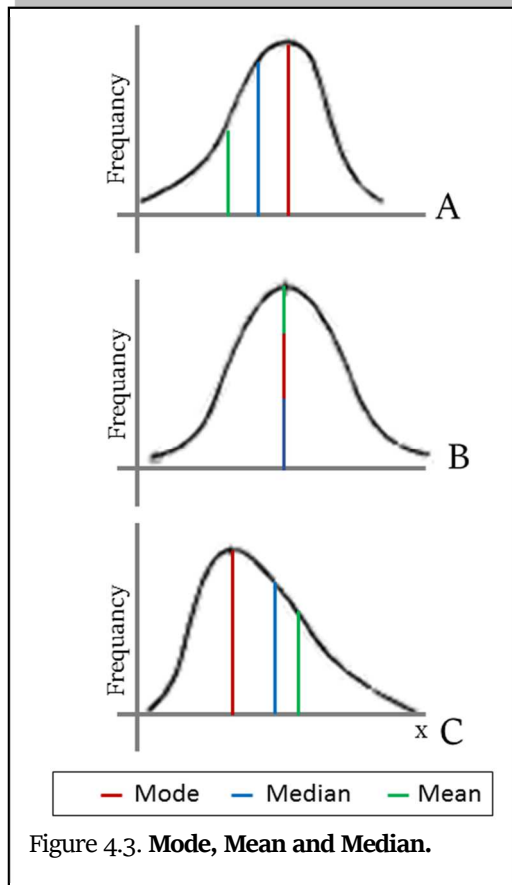 Frequancy
A
Frequancy
B
Frequancy
x C
Mode Median Mean
Figure 4.3. Mode, Mean and Median.